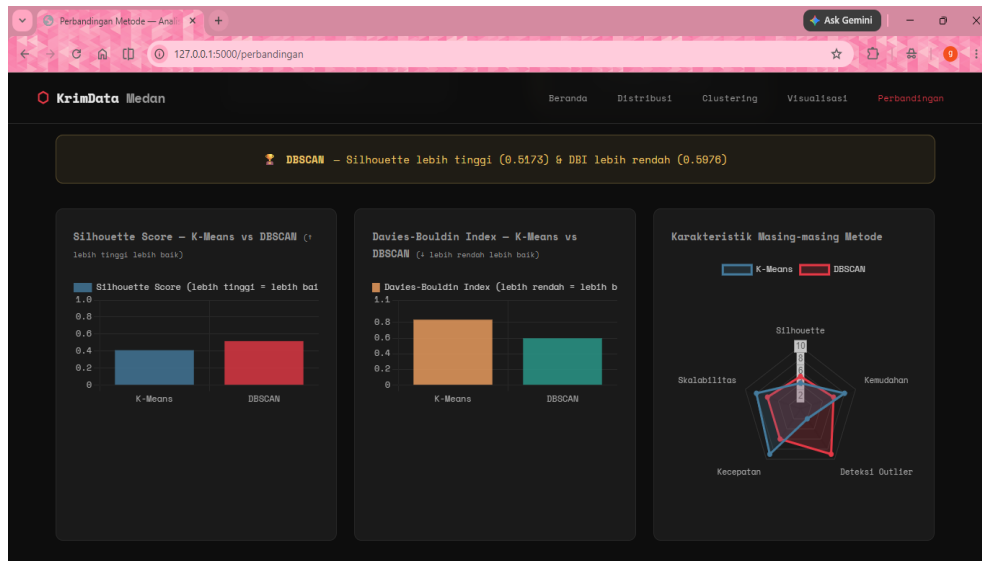 Perbandingan Metode — Anali
Ask Gemini
127.0.0.1:5000/perbandingan
g
KrimData Medan
Beranda
Distribusi
Clustering
Visualisasi
Perbandingan
DBSCAN — Silhouette lebih tinggi (0.5173) & DBI lebih rendah (0.5976)
Silhouette Score — K-Means vs DBSCAN (↑
lebih tinggi lebih baik)
Silhouette Score (lebih tinggi = lebih bai
1.0
0.8
0.6
0.4
0.2
0
K-Means
DBSCAN
Davies-Bouldin Index — K-Means vs
DBSCAN (↓ lebih rendah lebih baik)
Davies-Bouldin Index (lebih rendah = lebih b
1.1
0.8
0.6
0.4
0.2
0
K-Means
DBSCAN
Karakteristik Masing-masing Metode
K-Means
DBSCAN
Silhouette
10
8
6
4
2
Skalabilitas
Kemudahan
Kecepatan
Deteksi Outlier